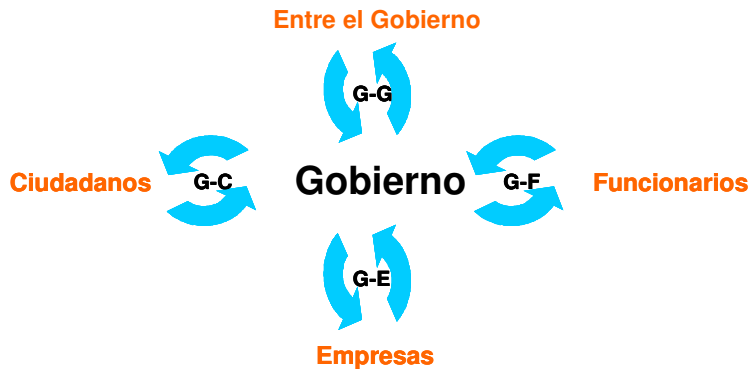 Entre el Gobierno
G-G
Ciudadanos
G-C
Gobierno
G-F
Funcionarios
G-E
Empresas